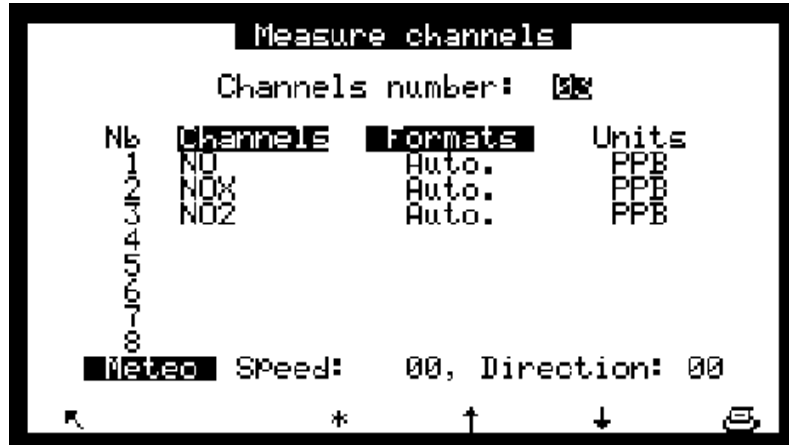 Measure channels
Channels number: 03
Nb Channels Formats Units
1 NO Auto. PPB
2 NOX Auto. PPB
3 NO2 Auto. PPB
4
5
6
7
8
Meteo Speed: 00, Direction: 00
*